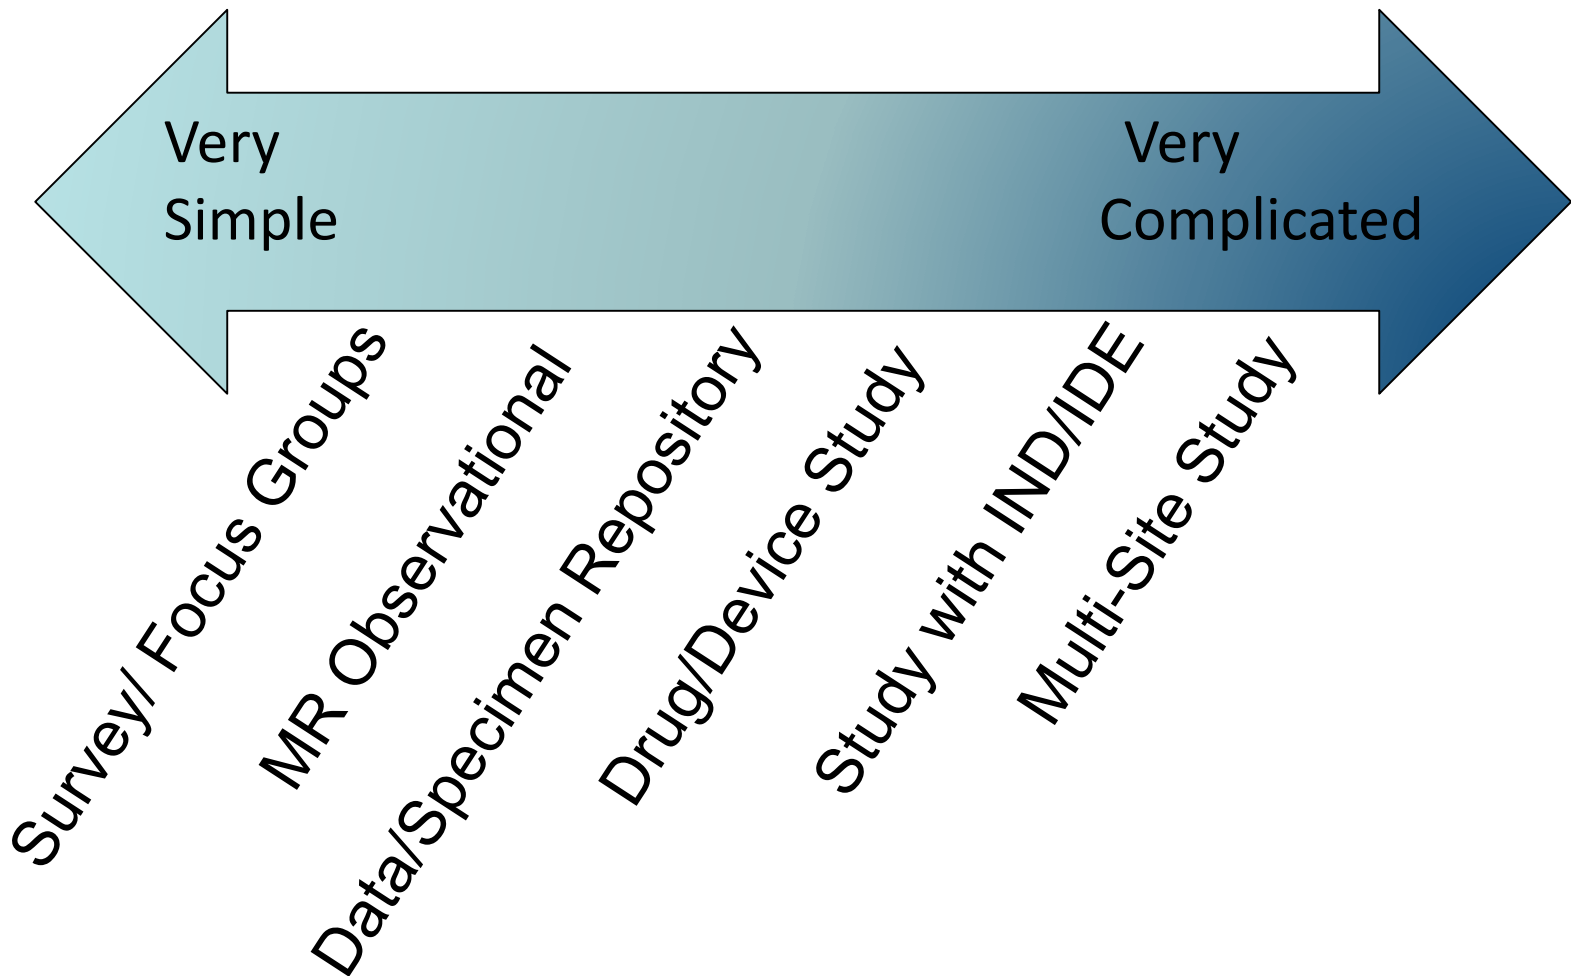 Very
Simple
Very
Complicated
Survey/ Focus Groups
MR Observational
Data/Specimen Repository
Drug/Device Study
Study with IND/IDE
Multi-Site Study